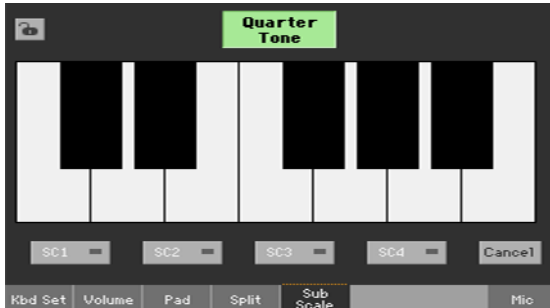 Quarter
Tone
SC1
SC2
SC3
SC4
Cancel
Kbd Set
Volume
Pad
Split
Sub
Scale
Mic